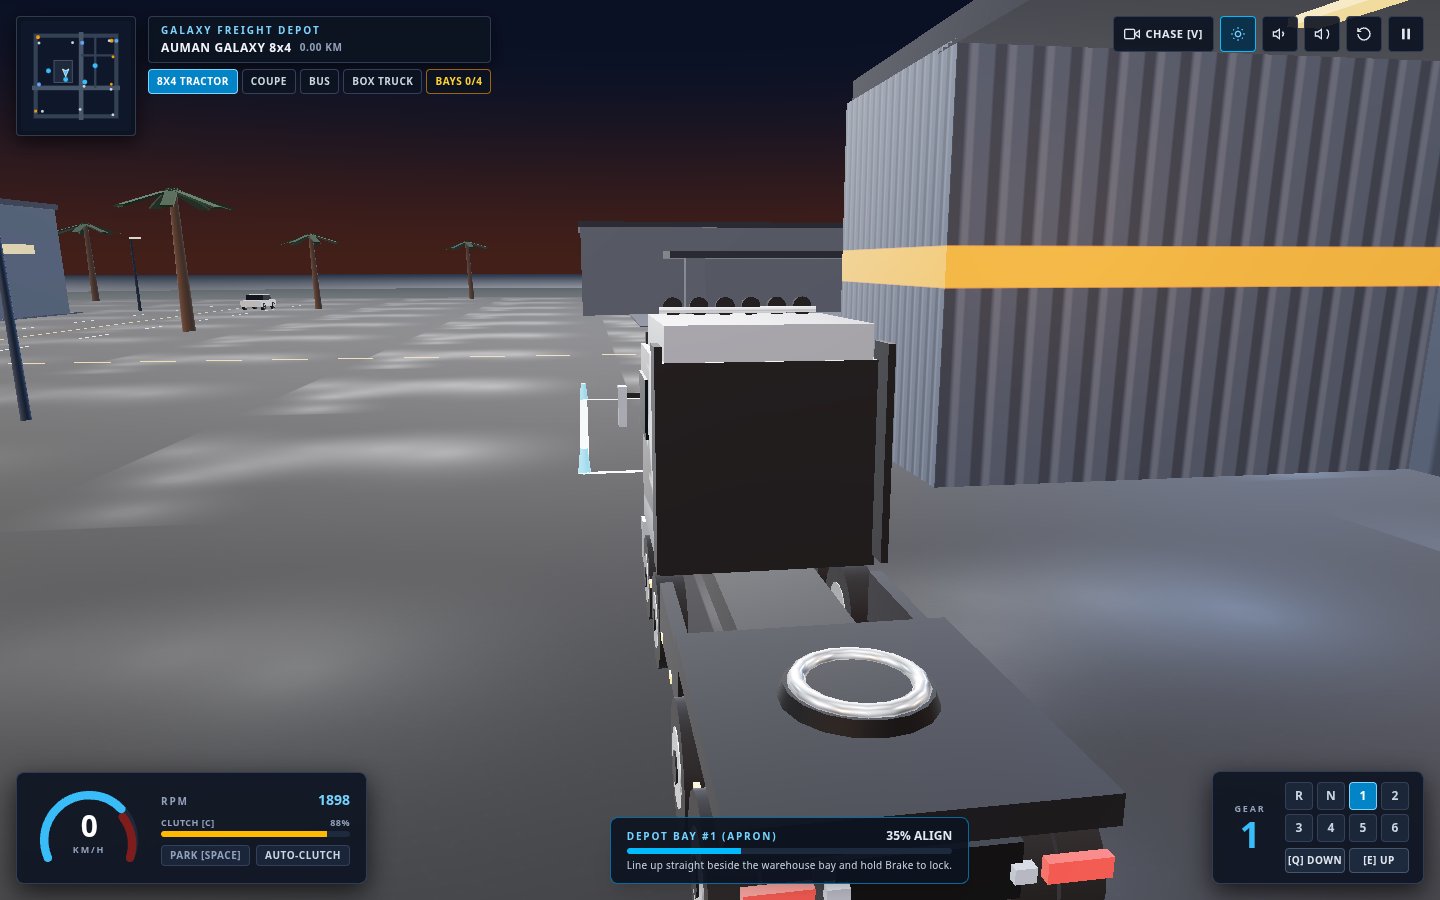 GALAXY FREIGHT DEPOT
AUMAN GALAXY 8x4 0.00 KM
8X4 TRACTOR COUPE BUS BOX TRUCK BAYS 0/4
CHASE [V]
0
KM/H
RPM 1898
CLUTCH [C] 88%
PARK [SPACE] AUTO-CLUTCH
DEPOT BAY #1 (APRON) 35% ALIGN
Line up straight beside the warehouse bay and hold Brake to lock.
GEAR
1
R N 1 2
3 4 5 6
[Q] DOWN [E] UP